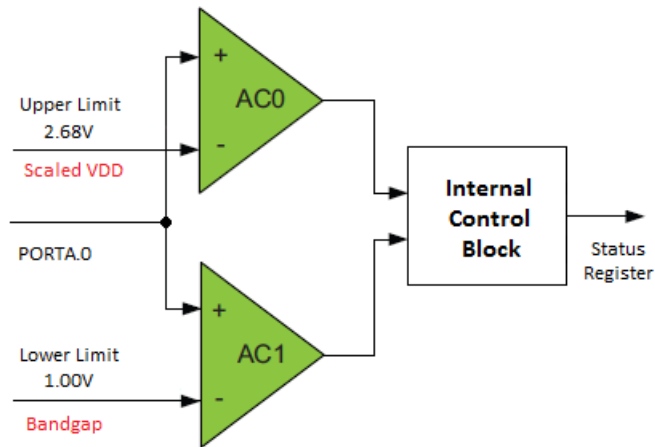 +
AC0
-
Upper Limit
2.68V
Scaled VDD
PORTA.0
Internal
Control
Block
Status
Register
+
AC1
-
Lower Limit
1.00V
Bandgap